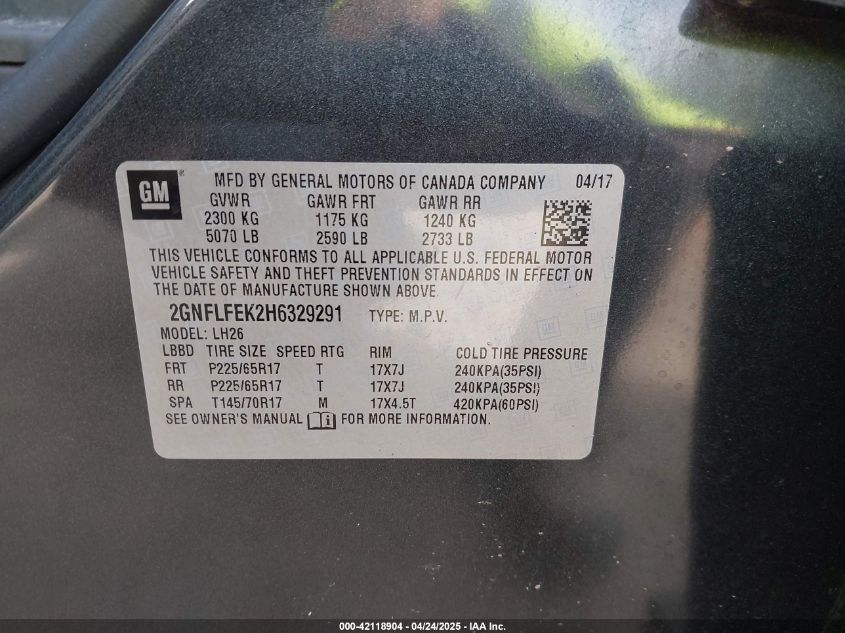 GM
MFD BY GENERAL MOTORS OF CANADA COMPANY 04/17
GVWR GAWR FRT GAWR RR
2300 KG 1175 KG 1240 KG
5070 LB 2590 LB 2733 LB
THIS VEHICLE CONFORMS TO ALL APPLICABLE U.S. FEDERAL MOTOR
VEHICLE SAFETY AND THEFT PREVENTION STANDARDS IN EFFECT ON
THE DATE OF MANUFACTURE SHOWN ABOVE.
2GNFLFEK2H6329291 TYPE: M.P.V.
MODEL: LH26
LBBD TIRE SIZE SPEED RTG RIM COLD TIRE PRESSURE
FRT P225/65R17 T 17X7J 240KPA(35PSI)
RR P225/65R17 T 17X7J 240KPA(35PSI)
SPA T145/70R17 M 17X4.5T 420KPA(60PSI)
SEE OWNER'S MANUAL FOR MORE INFORMATION.
000-42118904 - 04/24/2025 - IAA Inc.